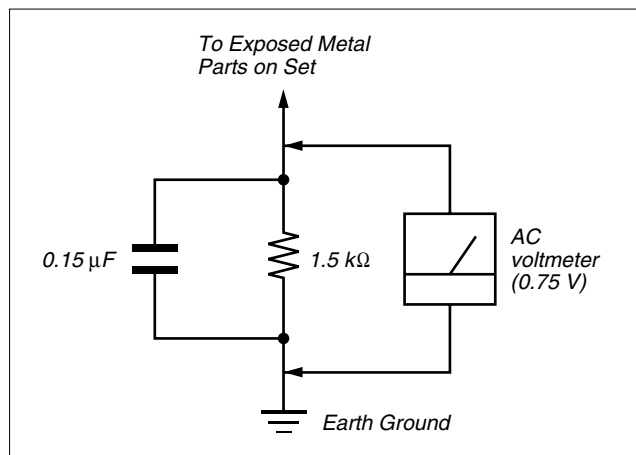 To Exposed Metal
Parts on Set
0.15 µF
1.5 kΩ
AC
voltmeter
(0.75 V)
Earth Ground